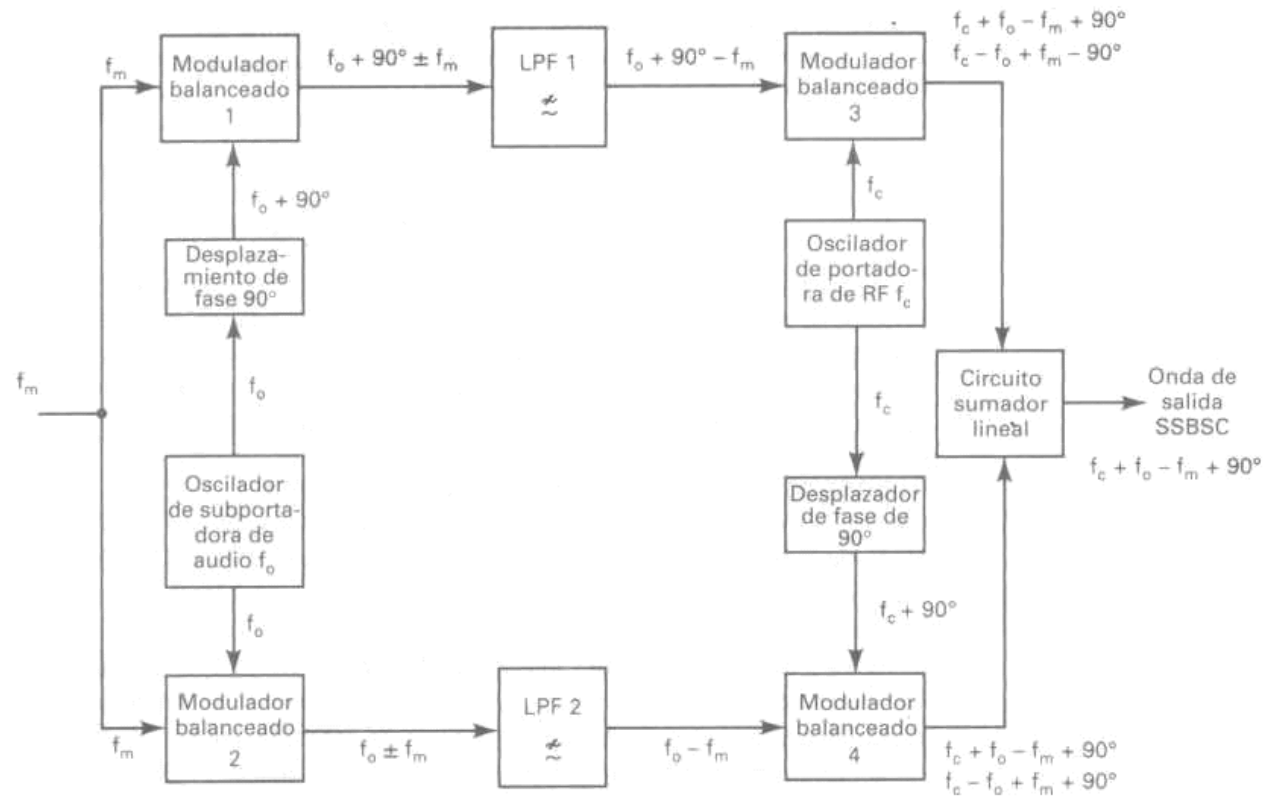 f_c + f_o − f_m + 90°
f_c − f_o + f_m − 90°
f_m
Modulador
balanceado
1
f_o + 90° ± f_m
LPF 1
f_o + 90° − f_m
Modulador
balanceado
3
f_o + 90°
f_c
Desplaza-
miento de
fase 90°
Oscilador
de portado-
ra de RF f_c
f_o
f_m
f_c
Circuito
sumador
lineal
Onda de
salida
SSBSC
f_c + f_o − f_m + 90°
Oscilador
de subporta-
dora de
audio f_o
Desplazador
de fase de
90°
f_o
f_c + 90°
f_m
Modulador
balanceado
2
f_o ± f_m
LPF 2
f_o − f_m
Modulador
balanceado
4
f_c + f_o − f_m + 90°
f_c − f_o + f_m + 90°